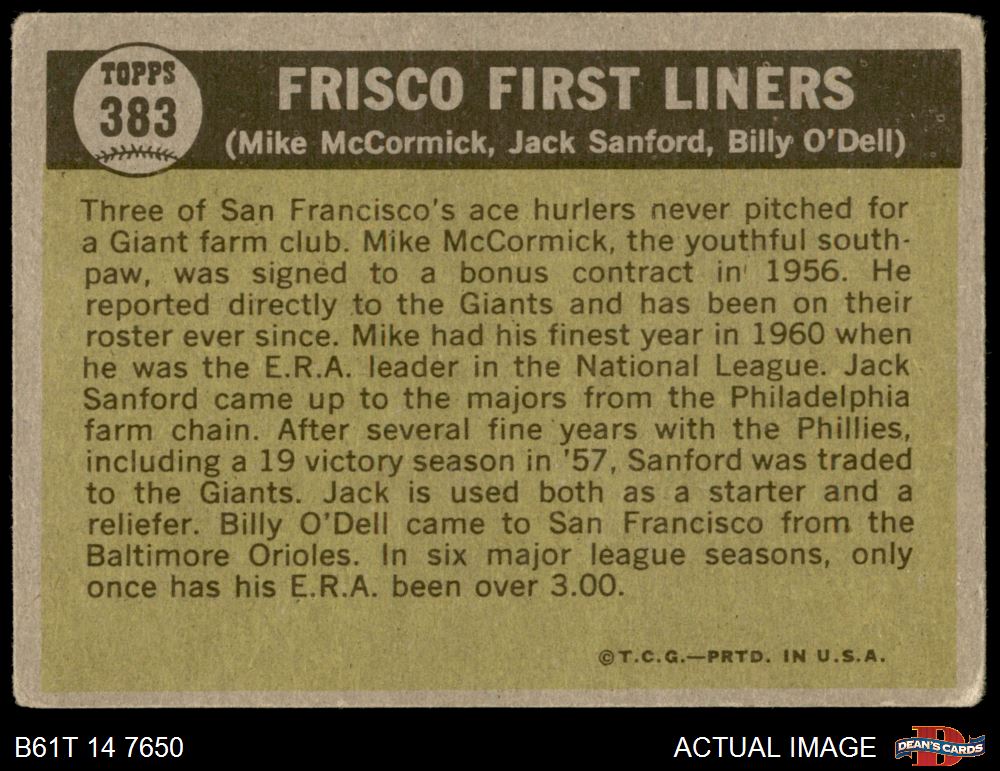 TOPPS
383
FRISCO FIRST LINERS
(Mike McCormick, Jack Sanford, Billy O'Dell)
Three of San Francisco's ace hurlers never pitched for
a Giant farm club. Mike McCormick, the youthful south-
paw, was signed to a bonus contract in 1956. He
reported directly to the Giants and has been on their
roster ever since. Mike had his finest year in 1960 when
he was the E.R.A. leader in the National League. Jack
Sanford came up to the majors from the Philadelphia
farm chain. After several fine years with the Phillies,
including a 19 victory season in '57, Sanford was traded
to the Giants. Jack is used both as a starter and a
reliefer. Billy O'Dell came to San Francisco from the
Baltimore Orioles. In six major league seasons, only
once has his E.R.A. been over 3.00.
©T.C.G.—PRTD. IN U.S.A.
B61T 14 7650
ACTUAL IMAGE
D
DEAN'S CARDS